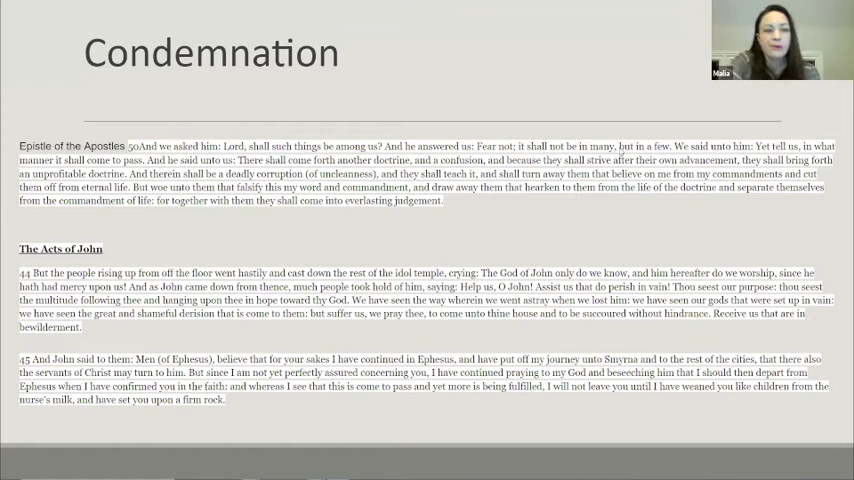 Condemnation
Malia
Epistle of the Apostles 50And we asked him: Lord, shall such things be among us? And he answered us: Fear not; it shall not be in many, but in a few. We said unto him: Yet tell us, in what
manner it shall come to pass. And he said unto us: There shall come forth another doctrine, and a confusion, and because they shall strive after their own advancement, they shall bring forth
an unprofitable doctrine. And therein shall be a deadly corruption (of uncleanness), and they shall teach it, and shall turn away them that believe on me from my commandments and cut
them off from eternal life. But woe unto them that falsify this my word and commandment, and draw away them that hearken to them from the life of the doctrine and separate themselves
from the commandment of life: for together with them they shall come into everlasting judgement.
The Acts of John
44 But the people rising up from off the floor went hastily and cast down the rest of the idol temple, crying: The God of John only do we know, and him hereafter do we worship, since he
hath had mercy upon us! And as John came down from thence, much people took hold of him, saying: Help us, O John! Assist us that do perish in vain! Thou seest our purpose: thou seest
the multitude following thee and hanging upon thee in hope toward thy God. We have seen the way wherein we went astray when we lost him: we have seen our gods that were set up in vain:
we have seen the great and shameful derision that is come to them: but suffer us, we pray thee, to come unto thine house and to be succoured without hindrance. Receive us that are in
bewilderment.
45 And John said to them: Men (of Ephesus), believe that for your sakes I have continued in Ephesus, and have put off my journey unto Smyrna and to the rest of the cities, that there also
the servants of Christ may turn to him. But since I am not yet perfectly assured concerning you, I have continued praying to my God and beseeching him that I should then depart from
Ephesus when I have confirmed you in the faith: and whereas I see that this is come to pass and yet more is being fulfilled, I will not leave you until I have weaned you like children from the
nurse's milk, and have set you upon a firm rock.